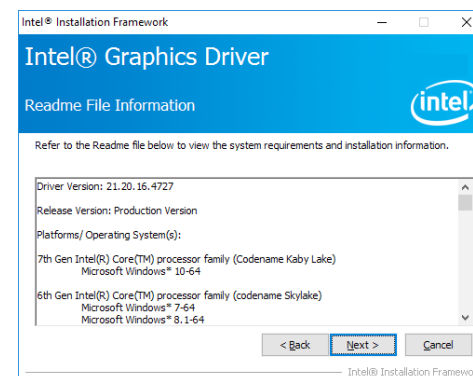 Intel® Installation Framework
Intel® Graphics Driver
Readme File Information
intel
Refer to the Readme file below to view the system requirements and installation information.
Driver Version: 21.20.16.4727
Release Version: Production Version
Platforms/ Operating System(s):
7th Gen Intel(R) Core(TM) processor family (Codename Kaby Lake)
Microsoft Windows* 10-64
6th Gen Intel(R) Core(TM) processor family (codename Skylake)
Microsoft Windows* 7-64
Microsoft Windows* 8.1-64
< Back Next > Cancel
Intel® Installation Framewo